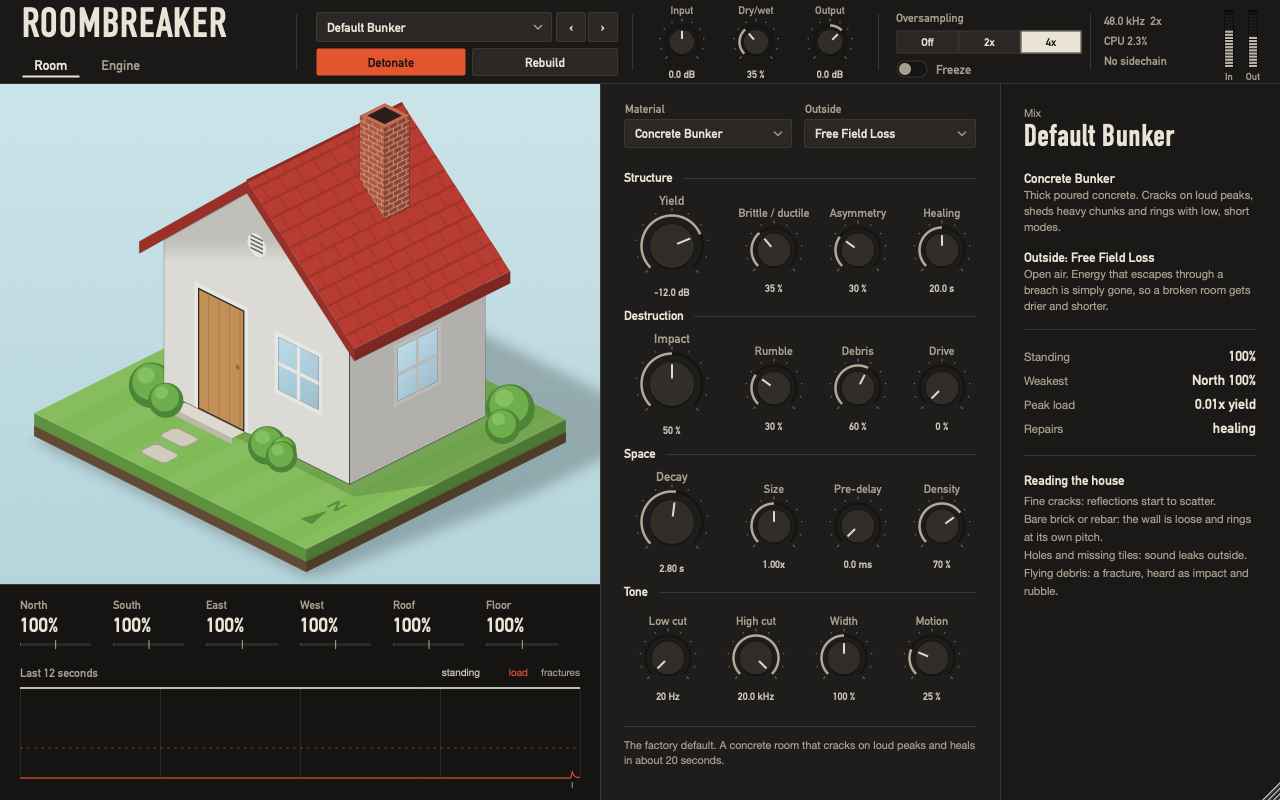 ROOMBREAKER
Room
Engine
Default Bunker
Detonate
Rebuild
Input
0.0 dB
Dry/wet
35 %
Output
0.0 dB
Oversampling
Off
2x
4x
Freeze
48.0 kHz 2x
CPU 2.3%
No sidechain
In
Out
N
North
100%
South
100%
East
100%
West
100%
Roof
100%
Floor
100%
Last 12 seconds
standing
load
fractures
Material
Concrete Bunker
Outside
Free Field Loss
Structure
Yield
-12.0 dB
Brittle / ductile
35 %
Asymmetry
30 %
Healing
20.0 s
Destruction
Impact
50 %
Rumble
30 %
Debris
60 %
Drive
0 %
Space
Decay
2.80 s
Size
1.00x
Pre-delay
0.0 ms
Density
70 %
Tone
Low cut
20 Hz
High cut
20.0 kHz
Width
100 %
Motion
25 %
The factory default. A concrete room that cracks on loud peaks and heals
in about 20 seconds.
Mix
Default Bunker
Concrete Bunker
Thick poured concrete. Cracks on loud peaks,
sheds heavy chunks and rings with low, short
modes.
Outside: Free Field Loss
Open air. Energy that escapes through a
breach is simply gone, so a broken room gets
drier and shorter.
Standing 100%
Weakest North 100%
Peak load 0.01x yield
Repairs healing
Reading the house
Fine cracks: reflections start to scatter.
Bare brick or rebar: the wall is loose and rings
at its own pitch.
Holes and missing tiles: sound leaks outside.
Flying debris: a fracture, heard as impact and
rubble.